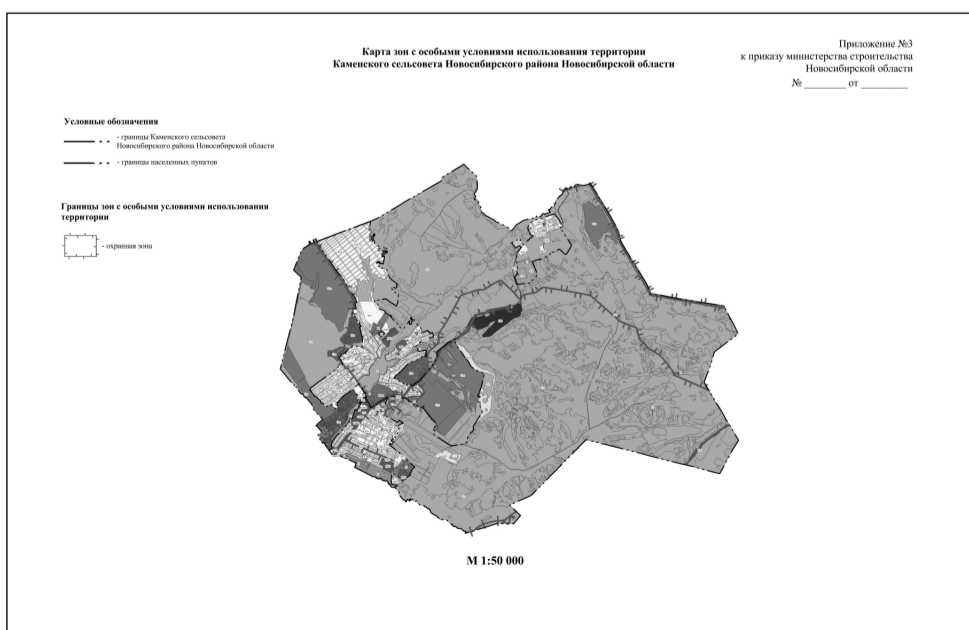 Карта зон с особыми условиями использования территории
Каменского сельсовета Новосибирского района Новосибирской области
Приложение №3
к приказу министерства строительства
Новосибирской области
№ ________ от _________
Условные обозначения
- границы Каменского сельсовета
Новосибирского района Новосибирской области
- границы населенных пунктов
Границы зон с особыми условиями использования
территории
- охранная зона
М 1:50 000